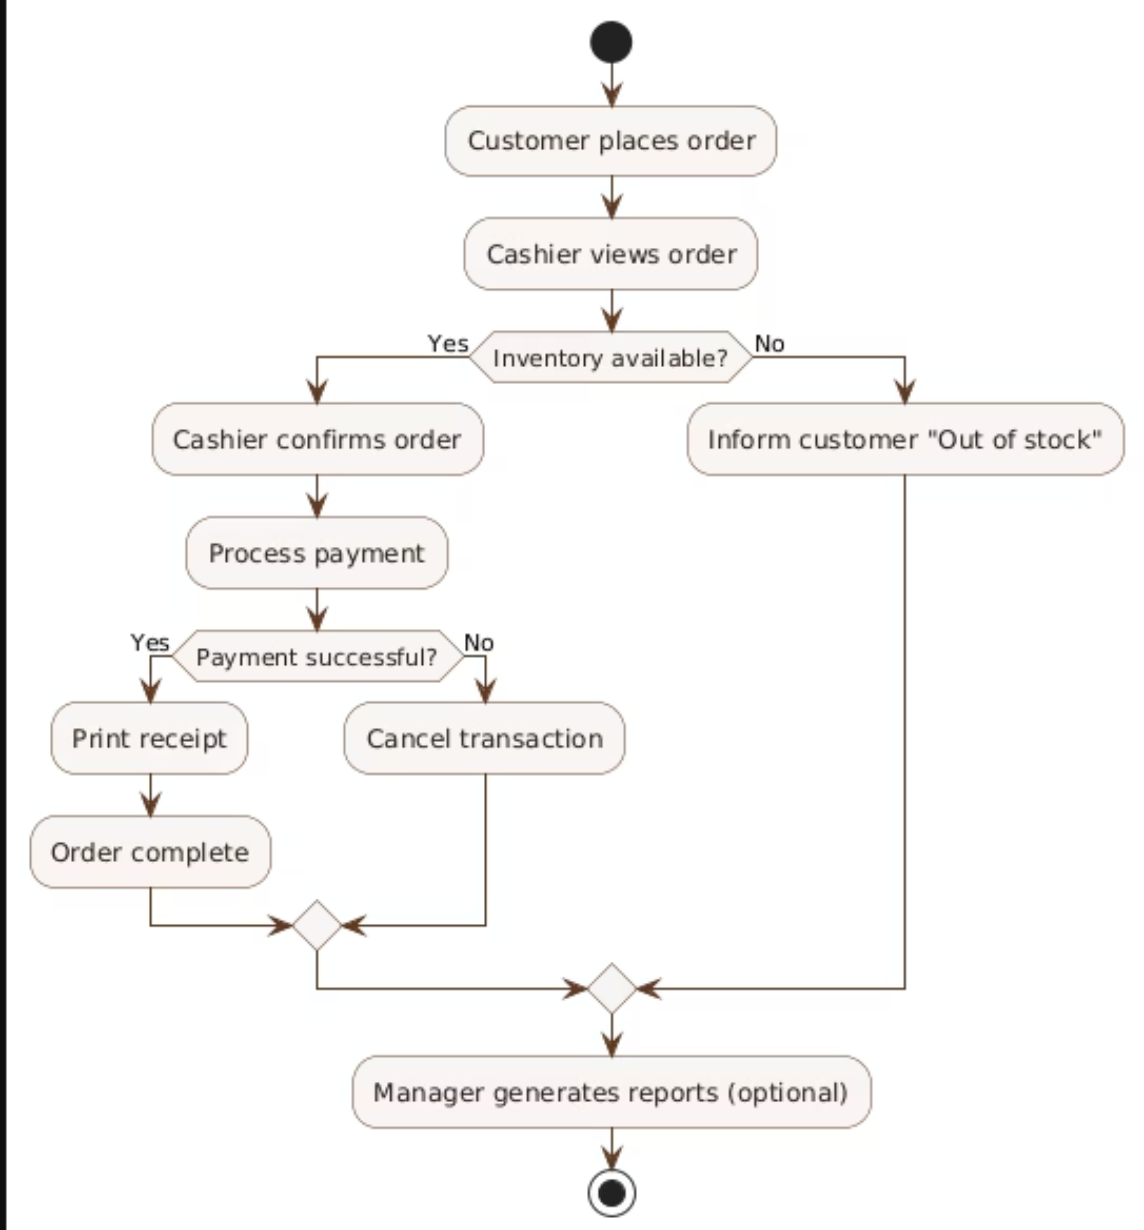 Customer places order
Cashier views order
Yes
Inventory available?
No
Cashier confirms order
Inform customer "Out of stock"
Process payment
Yes
Payment successful?
No
Print receipt
Cancel transaction
Order complete
Manager generates reports (optional)